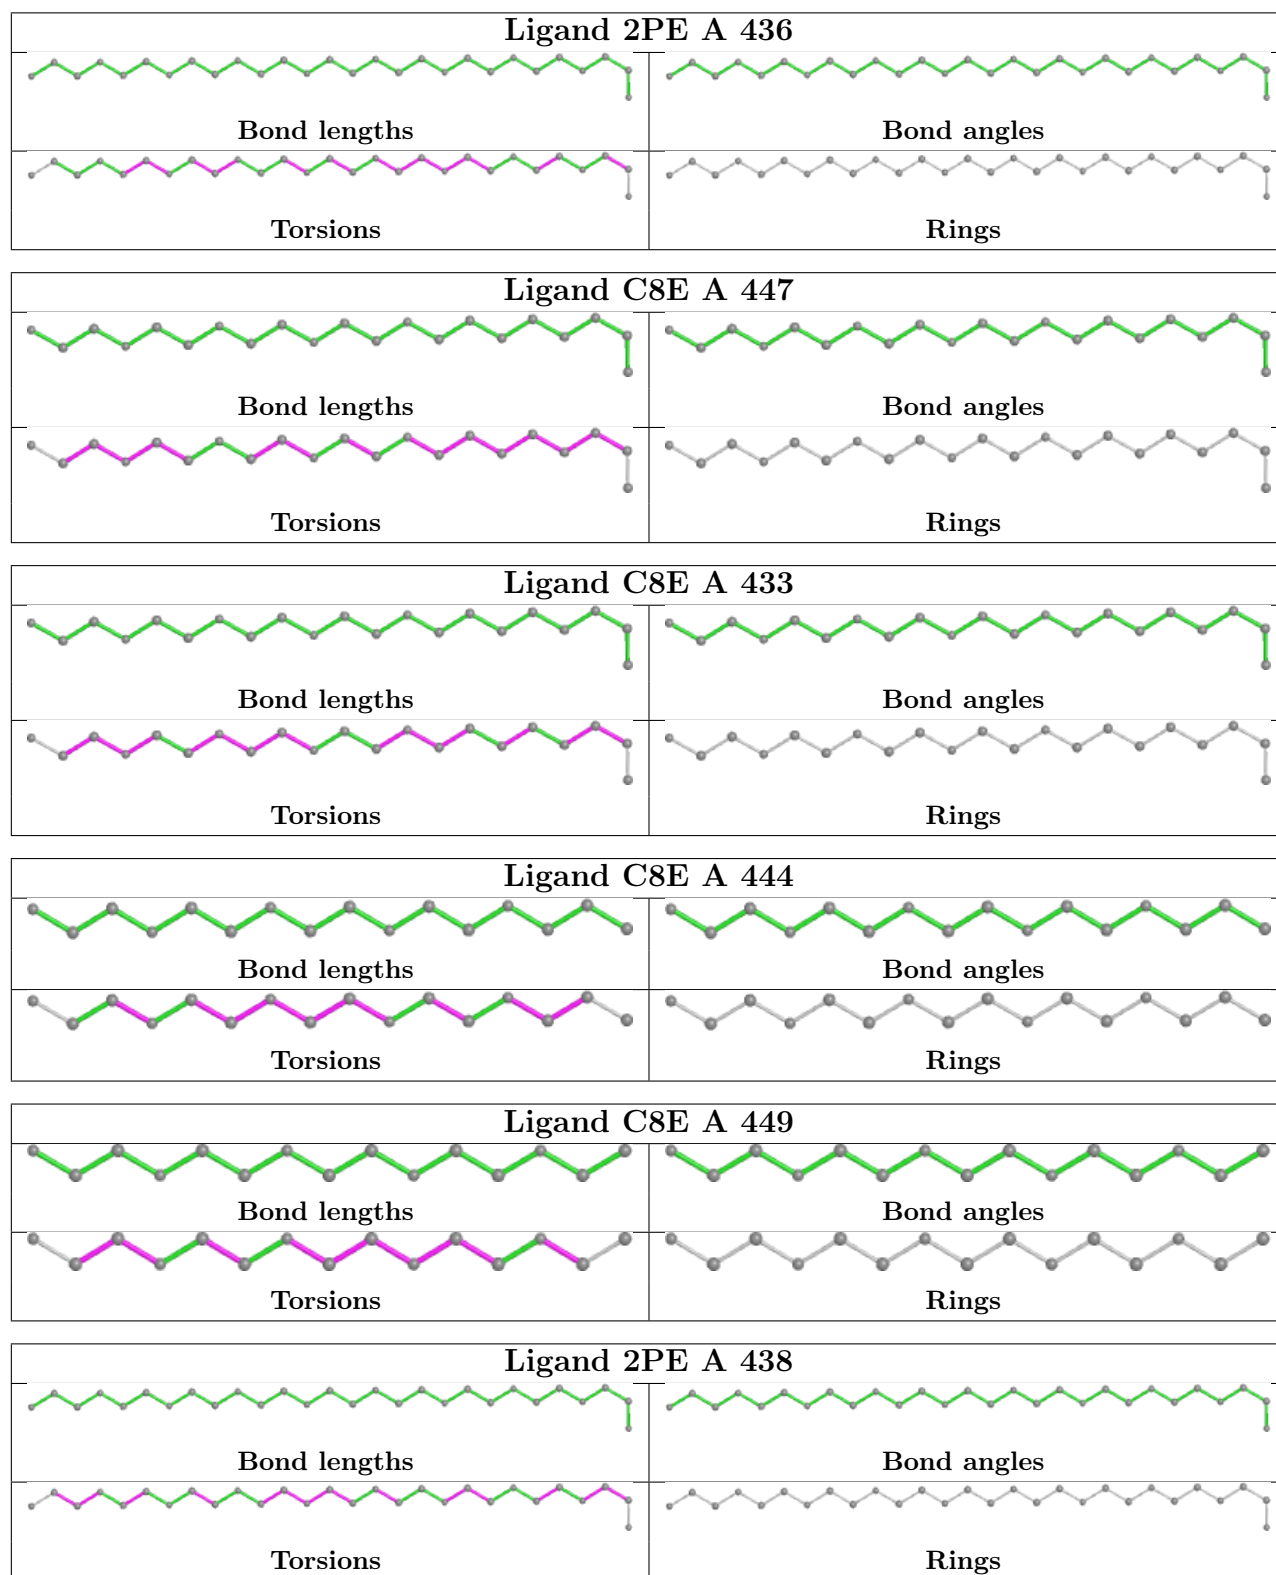 Ligand 2PE A 436
Bond lengths
Bond angles
Torsions
Rings
Ligand C8E A 447
Bond lengths
Bond angles
Torsions
Rings
Ligand C8E A 433
Bond lengths
Bond angles
Torsions
Rings
Ligand C8E A 444
Bond lengths
Bond angles
Torsions
Rings
Ligand C8E A 449
Bond lengths
Bond angles
Torsions
Rings
Ligand 2PE A 438
Bond lengths
Bond angles
Torsions
Rings